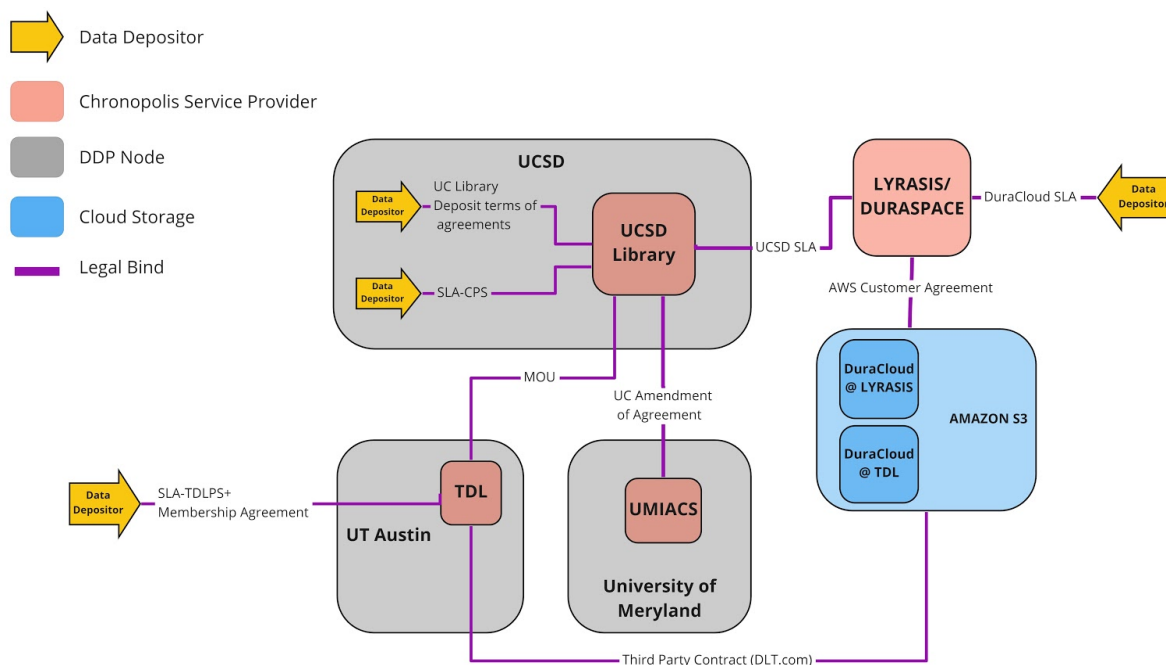 Data Depositor
Chronopolis Service Provider
DDP Node
Cloud Storage
Legal Bind
UCSD
Data
Depositor
UC Library
Deposit terms of
agreements
UCSD
Library
Data
Depositor
SLA-CPS
UCSD SLA
LYRASIS/
DURASPACE
DuraCloud SLA
Data
Depositor
AWS Customer Agreement
DuraCloud
@ LYRASIS
AMAZON S3
DuraCloud
@ TDL
MOU
UC Amendment
of Agreement
Data
Depositor
SLA-TDLPS+
Membership Agreement
TDL
UT Austin
UMIACS
University of
Meryland
Third Party Contract (DLT.com)